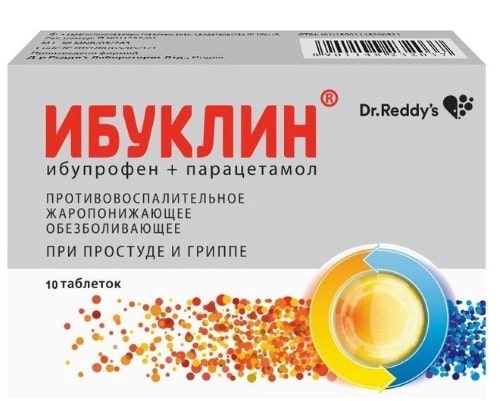 ИБУКЛИН®
Dr.Reddy's
ибупрофен + парацетамол
ПРОТИВОВОСПАЛИТЕЛЬНОЕ
ЖАРОПОНИЖАЮЩЕЕ
ОБЕЗБОЛИВАЮЩЕЕ
ПРИ ПРОСТУДЕ И ГРИППЕ
10 таблеток